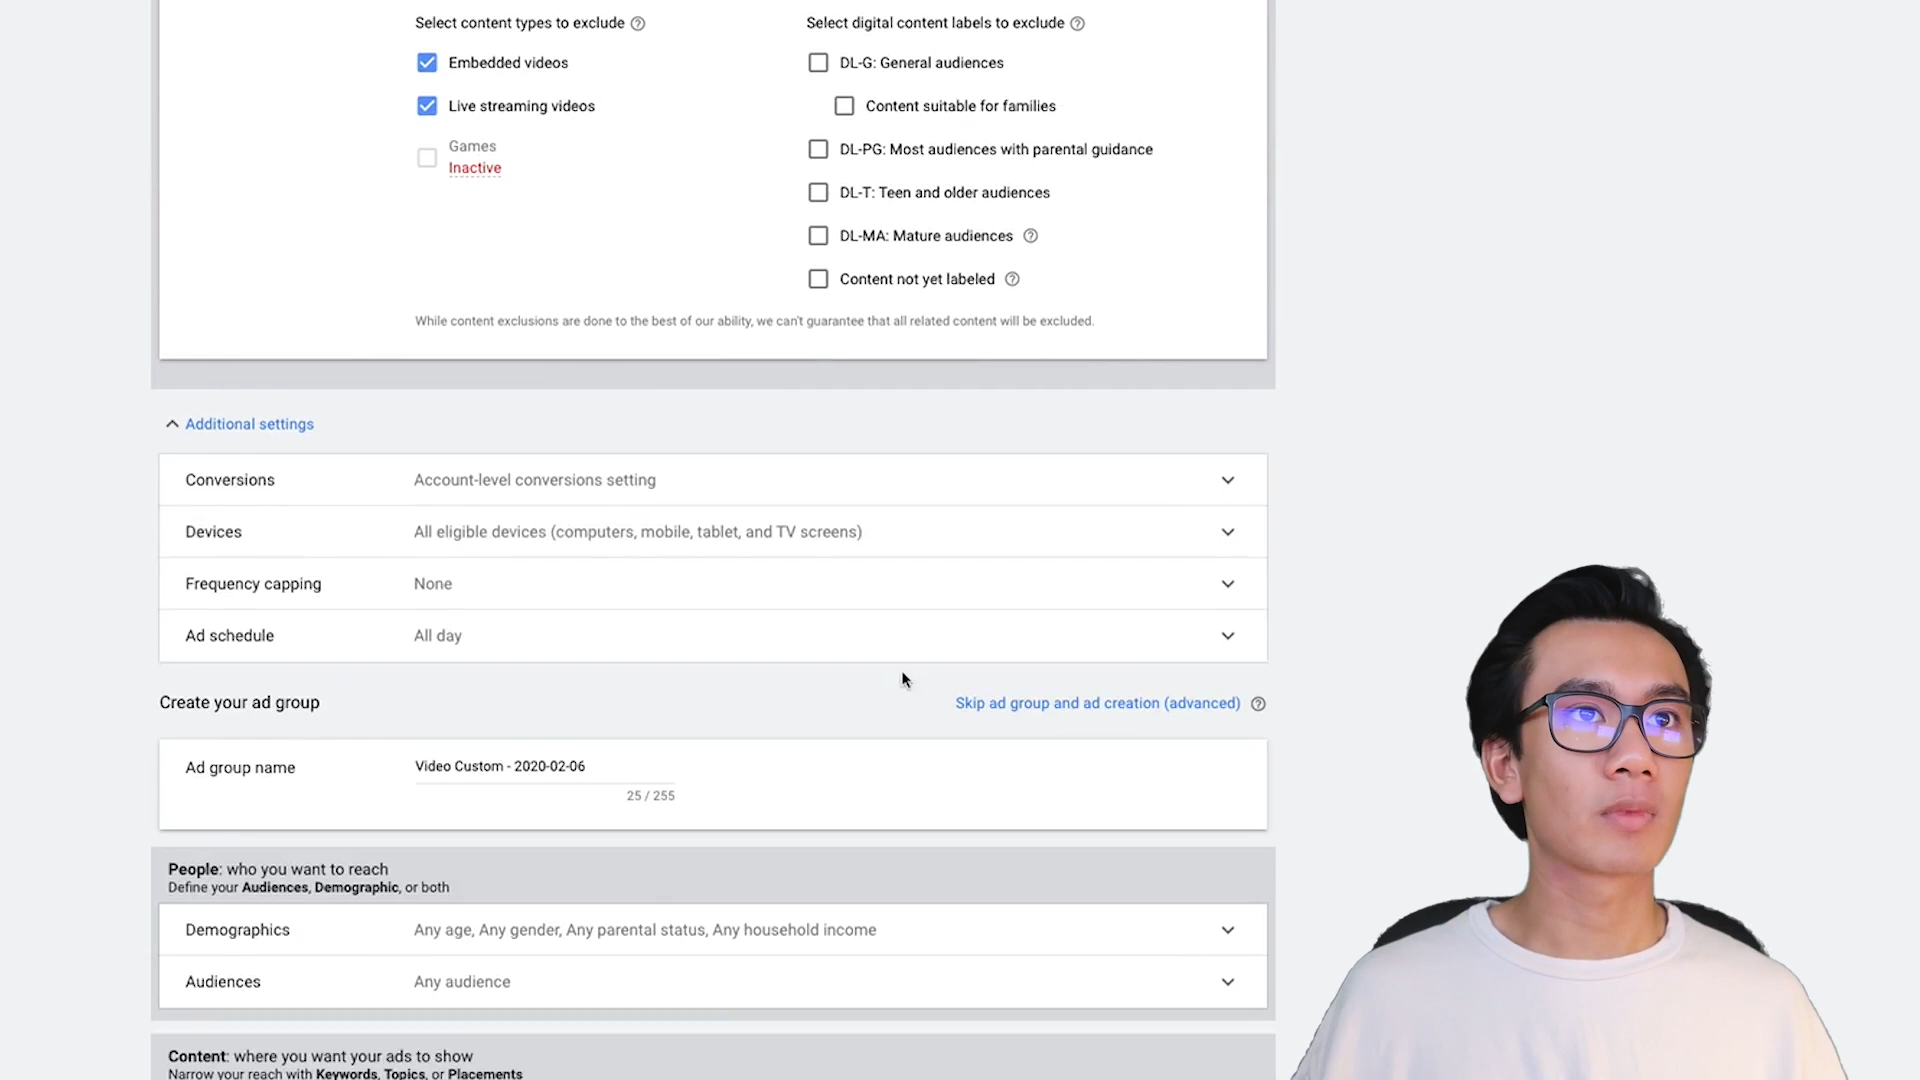 Select content types to exclude
Select digital content labels to exclude
Embedded videos
DL-G: General audiences
Live streaming videos
Content suitable for families
Games
Inactive
DL-PG: Most audiences with parental guidance
DL-T: Teen and older audiences
DL-MA: Mature audiences
Content not yet labeled
While content exclusions are done to the best of our ability, we can't guarantee that all related content will be excluded.
Additional settings
Conversions Account-level conversions setting
Devices All eligible devices (computers, mobile, tablet, and TV screens)
Frequency capping None
Ad schedule All day
Create your ad group
Skip ad group and ad creation (advanced)
Ad group name Video Custom - 2020-02-06
25 / 255
People: who you want to reach
Define your Audiences, Demographic, or both
Demographics Any age, Any gender, Any parental status, Any household income
Audiences Any audience
Content: where you want your ads to show
Narrow your reach with Keywords, Topics, or Placements